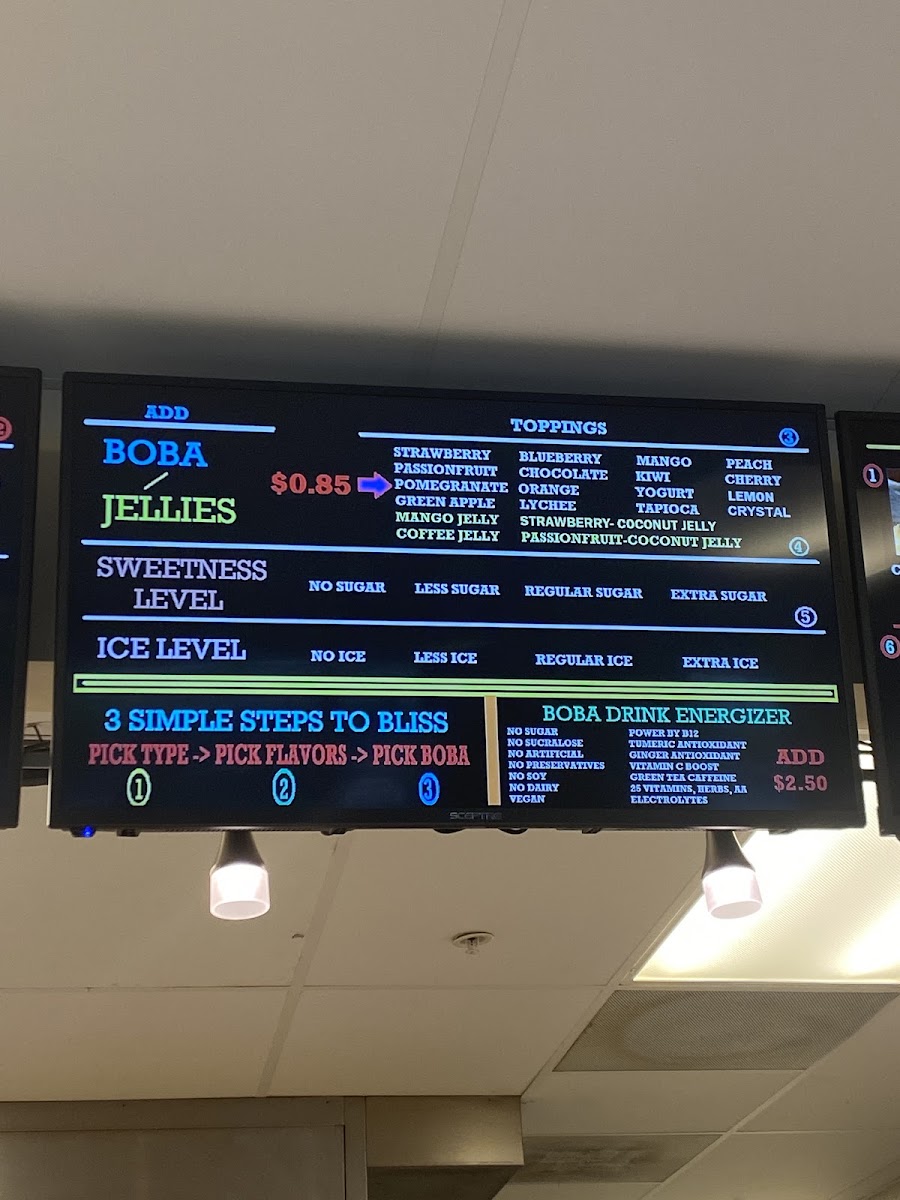 ADD
BOBA
/
JELLIES
$0.85
TOPPINGS
3
STRAWBERRY BLUEBERRY MANGO PEACH
PASSIONFRUIT CHOCOLATE KIWI CHERRY
POMEGRANATE ORANGE YOGURT LEMON
GREEN APPLE LYCHEE TAPIOCA CRYSTAL
MANGO JELLY STRAWBERRY- COCONUT JELLY
COFFEE JELLY PASSIONFRUIT-COCONUT JELLY
4
SWEETNESS
LEVEL
NO SUGAR LESS SUGAR REGULAR SUGAR EXTRA SUGAR
5
ICE LEVEL NO ICE LESS ICE REGULAR ICE EXTRA ICE
3 SIMPLE STEPS TO BLISS
PICK TYPE -> PICK FLAVORS -> PICK BOBA
1 2 3
BOBA DRINK ENERGIZER
NO SUGAR
NO SUCRALOSE
NO ARTIFICIAL
NO PRESERVATIVES
NO SOY
NO DAIRY
VEGAN
POWER BY B12
TUMERIC ANTIOXIDANT
GINGER ANTIOXIDANT
VITAMIN C BOOST
GREEN TEA CAFFEINE
25 VITAMINS, HERBS, AA
ELECTROLYTES
ADD
$2.50
SCEPTRE
1
6